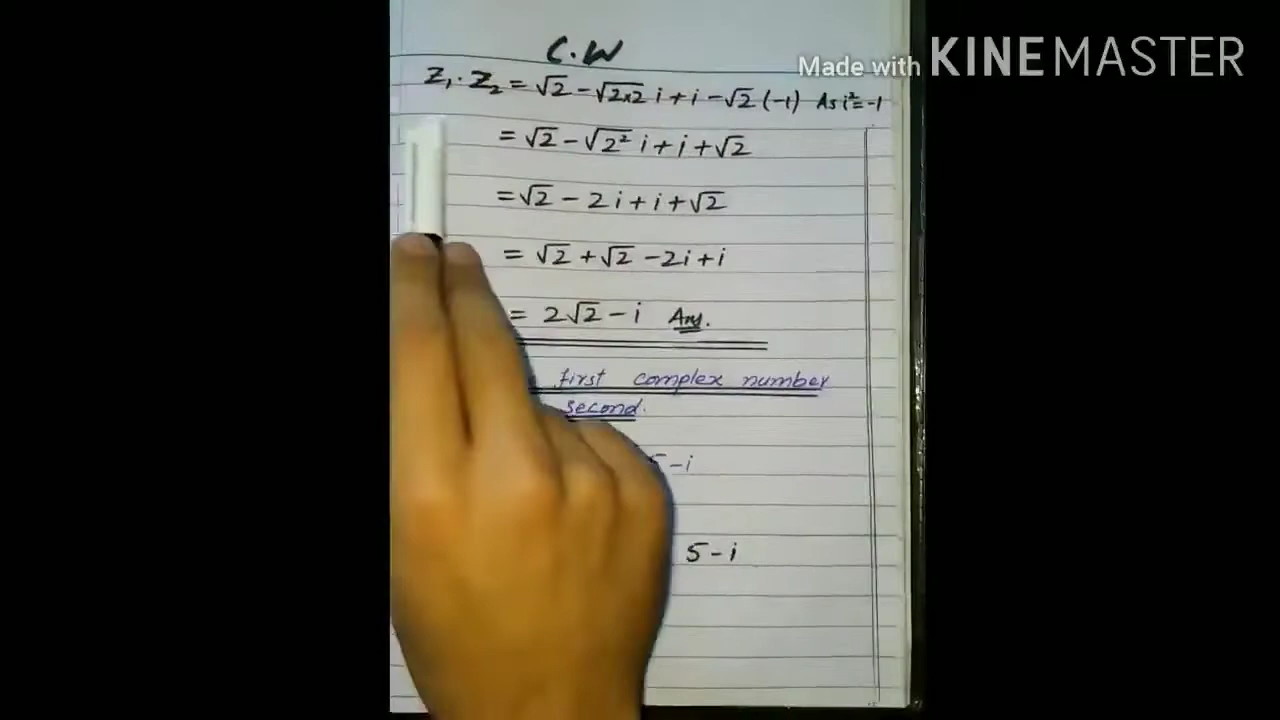 C.W
Made with KINEMASTER
Z₁ · Z₂ = √2 - √2×2 i + i - √2 (-1) As i² = -1
= √2 - √2² i + i + √2
= √2 - 2i + i + √2
= √2 + √2 - 2i + i
= 2√2 - i Ans.
first complex number
second.
5 - i
5 - i